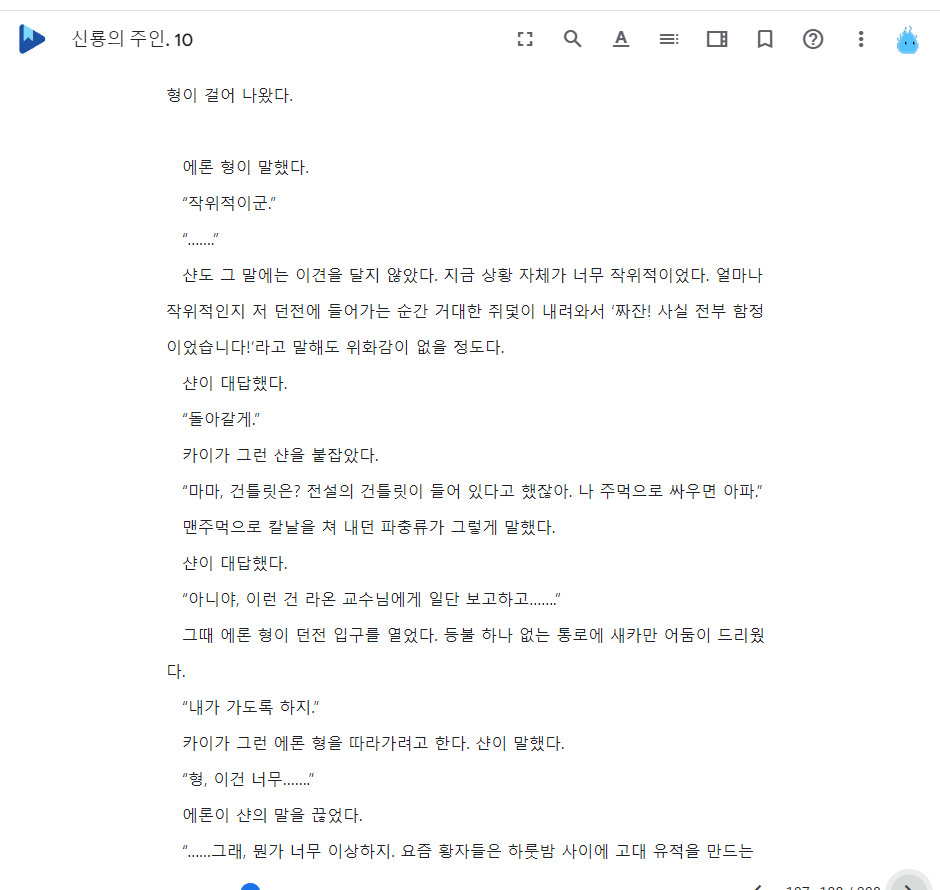 신룡의 주인. 10
형이 걸어 나왔다.
에론 형이 말했다.
“작위적이군.”
“…….”
샨도 그 말에는 이견을 달지 않았다. 지금 상황 자체가 너무 작위적이었다. 얼마나
작위적인지 저 던전에 들어가는 순간 거대한 쥐덫이 내려와서 ‘짜잔! 사실 전부 함정
이었습니다!’라고 말해도 위화감이 없을 정도다.
샨이 대답했다.
“돌아갈게.”
카이가 그런 샨을 붙잡았다.
“마마, 건틀릿은? 전설의 건틀릿이 들어 있다고 했잖아. 나 주먹으로 싸우면 아파.”
맨주먹으로 칼날을 쳐 내던 파충류가 그렇게 말했다.
샨이 대답했다.
“아니야, 이런 건 라온 교수님에게 일단 보고하고…….”
그때 에론 형이 던전 입구를 열었다. 등불 하나 없는 통로에 새카만 어둠이 드리웠
다.
“내가 가도록 하지.”
카이가 그런 에론 형을 따라가려고 한다. 샨이 말했다.
“형, 이건 너무…….”
에론이 샨의 말을 끊었다.
“……그래, 뭔가 너무 이상하지. 요즘 황자들은 하룻밤 사이에 고대 유적을 만드는